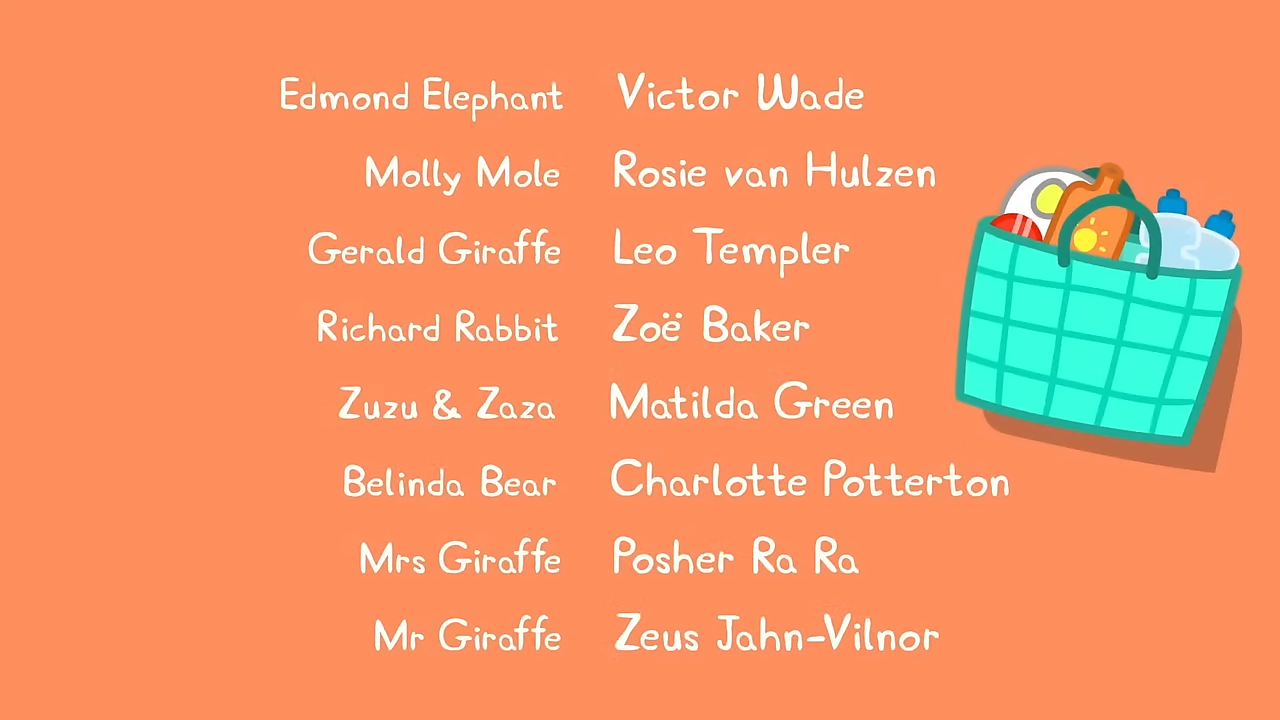 Edmond Elephant Victor Wade
Molly Mole Rosie van Hulzen
Gerald Giraffe Leo Templer
Richard Rabbit Zoë Baker
Zuzu & Zaza Matilda Green
Belinda Bear Charlotte Potterton
Mrs Giraffe Posher Ra Ra
Mr Giraffe Zeus Jahn-Vilnor